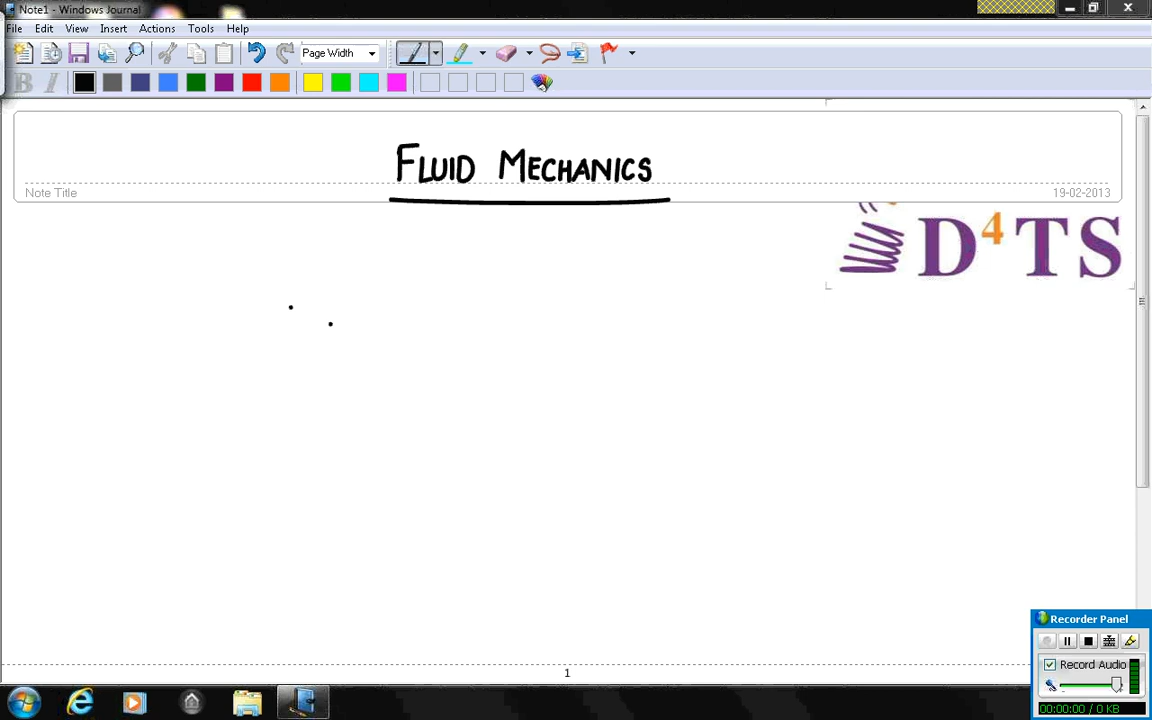 Note1 - Windows Journal
File Edit View Insert Actions Tools Help
Page Width
B I
FLUID MECHANICS
Note Title
19-02-2013
D4TS
1
Recorder Panel
Record Audio
00:00:00 / 0 KB